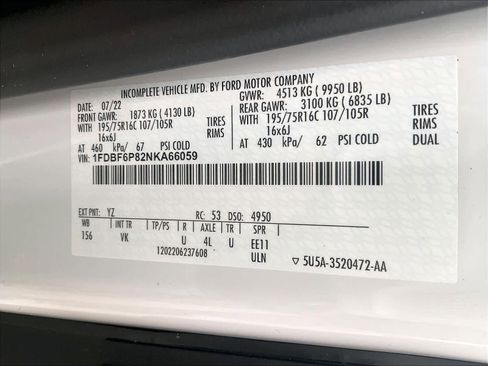 INCOMPLETE VEHICLE MFD. BY FORD MOTOR COMPANY
07/22 GVWR: 4513 KG ( 9950 LB)
FRONT GAWR: 1873 KG ( 4130 LB) REAR GAWR: 3100 KG ( 6835 LB)
WITH 195/75R16C 107/105R TIRES WITH 195/75R16C 107/105R TIRES
16x6J RIMS 16x6J RIMS
AT 460 kPa/ 67 PSI COLD AT 430 kPa/ 62 PSI COLD DUAL
VIN: 1FDBF6P82NKA66059
EXT PNT: YZ RC: 53 DSO: 4950
WB INT TR TP/PS R AXLE TR SPR
156 VK U 4L U EE11
1202206237608 ULN 5U5A-3520472-AA